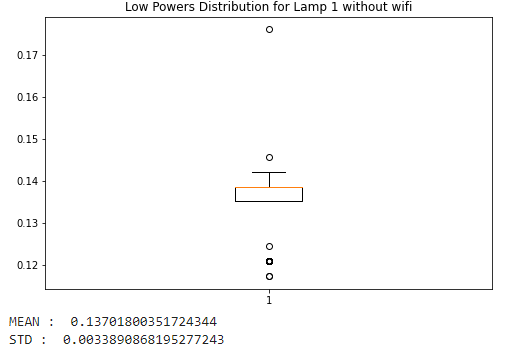 Low Powers Distribution for Lamp 1 without wifi
0.17
0.16
0.15
0.14
0.13
0.12
1
MEAN :  0.13701800351724344
STD :  0.0033890868195277243